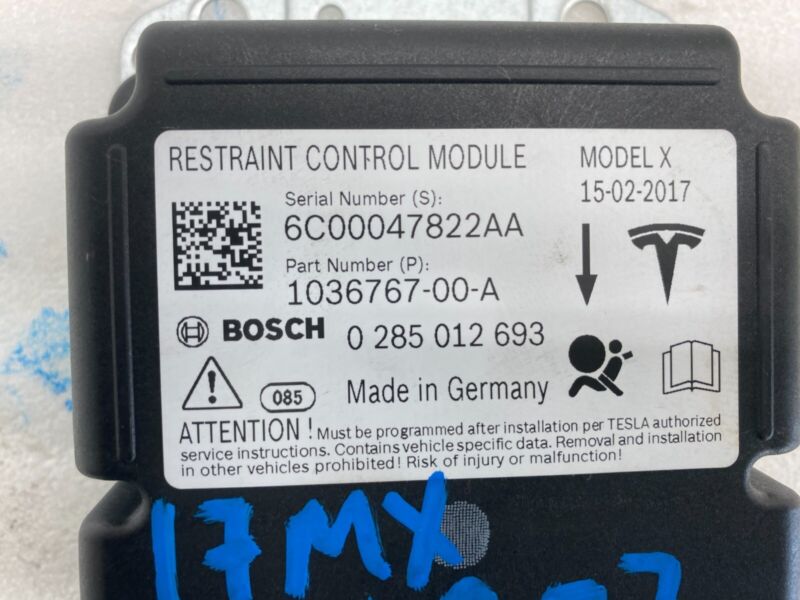 RESTRAINT CONTROL MODULE
MODEL X
15-02-2017
Serial Number (S):
6C00047822AA
Part Number (P):
1036767-00-A
BOSCH 0 285 012 693
085 Made in Germany
ATTENTION ! Must be programmed after installation per TESLA authorized
service instructions. Contains vehicle specific data. Removal and installation
in other vehicles prohibited! Risk of injury or malfunction!
17MX